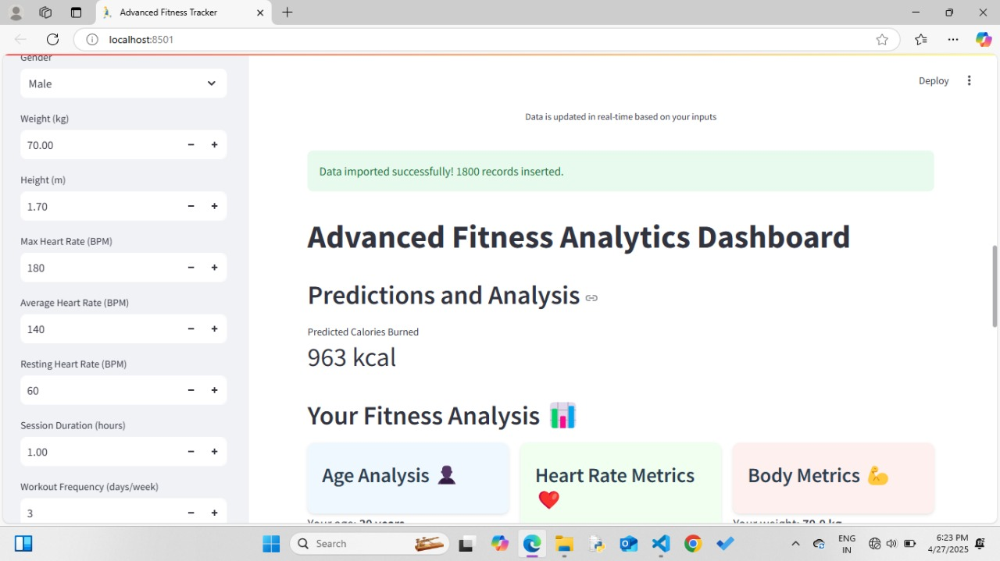 Advanced Fitness Tracker
localhost:8501
Gender
Male
Weight (kg)
70.00
Height (m)
1.70
Max Heart Rate (BPM)
180
Average Heart Rate (BPM)
140
Resting Heart Rate (BPM)
60
Session Duration (hours)
1.00
Workout Frequency (days/week)
3
Deploy
Data is updated in real-time based on your inputs
Data imported successfully! 1800 records inserted.
Advanced Fitness Analytics Dashboard
Predictions and Analysis
Predicted Calories Burned
963 kcal
Your Fitness Analysis
Age Analysis
Heart Rate Metrics
Body Metrics
Your age:
Your weight: 70.0 kg
Search
ENG
IN
6:23 PM
4/27/2025